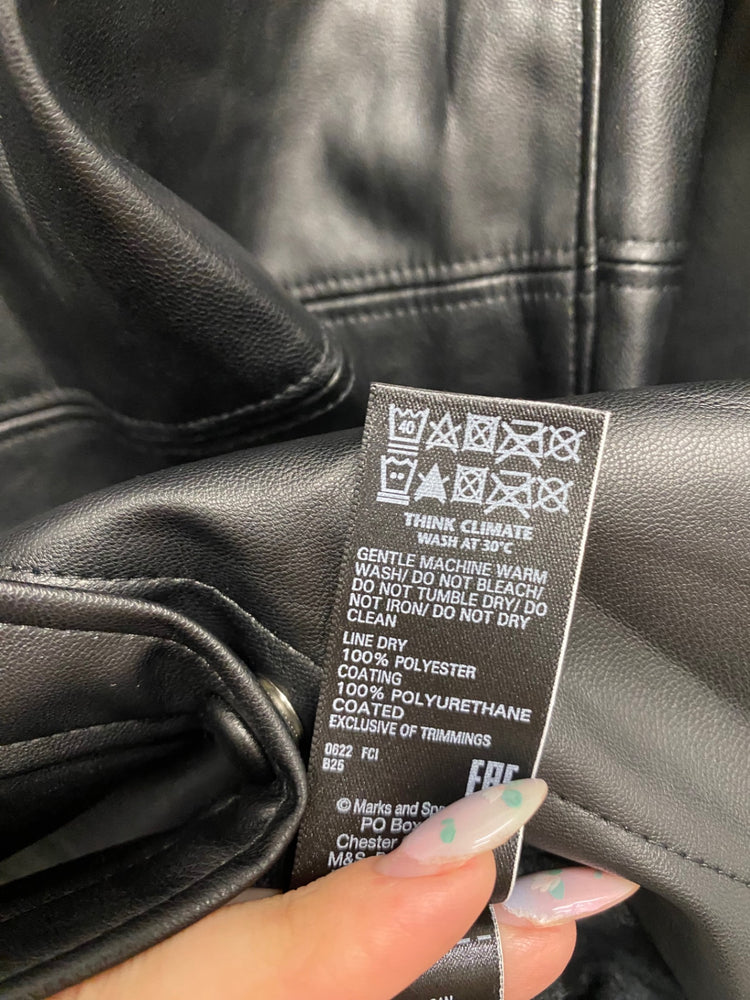 40
THINK CLIMATE
WASH AT 30°C
GENTLE MACHINE WARM
WASH/ DO NOT BLEACH/
DO NOT TUMBLE DRY/ DO
NOT IRON/ DO NOT DRY
CLEAN
LINE DRY
100% POLYESTER
COATING
100% POLYURETHANE
COATED
EXCLUSIVE OF TRIMMINGS
0622 FCI
B25
EAC
© Marks and
PO Box
Chester
M&S